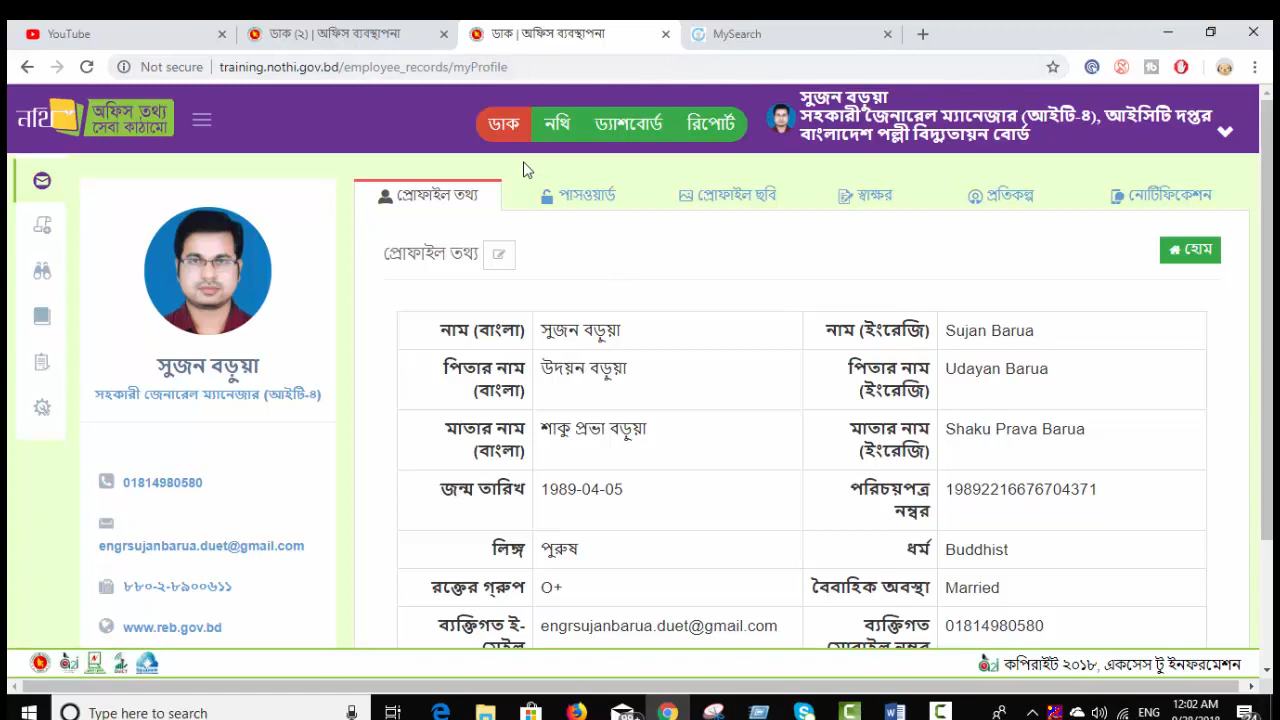 YouTube
ডাক (২) | অফিস ব্যবস্থাপনা
ডাক | অফিস ব্যবস্থাপনা
MySearch
Not secure
training.nothi.gov.bd/employee_records/myProfile
নথি
অফিস তথ্য
সেবা কাঠামো
ডাক
নথি
ড্যাশবোর্ড
রিপোর্ট
সুজন বড়ুয়া
সহকারী জেনারেল ম্যানেজার (আইটি-৪), আইসিটি দপ্তর
বাংলাদেশ পল্লী বিদ্যুতায়ন বোর্ড
প্রোফাইল তথ্য
পাসওয়ার্ড
প্রোফাইল ছবি
স্বাক্ষর
প্রতিকল্প
নোটিফিকেশন
প্রোফাইল তথ্য
হোম
সুজন বড়ুয়া
সহকারী জেনারেল ম্যানেজার (আইটি-৪)
01814980580
engrsujanbarua.duet@gmail.com
৮৮০-২-৮৯০০৬১১
www.reb.gov.bd
নাম (বাংলা) সুজন বড়ুয়া নাম (ইংরেজি) Sujan Barua
পিতার নাম উদয়ন বড়ুয়া পিতার নাম Udayan Barua
(বাংলা) (ইংরেজি)
মাতার নাম শাকু প্রভা বড়ুয়া মাতার নাম Shaku Prava Barua
(বাংলা) (ইংরেজি)
জন্ম তারিখ 1989-04-05 পরিচয়পত্র 19892216676704371
নম্বর
লিঙ্গ পুরুষ ধর্ম Buddhist
রক্তের গ্রুপ O+ বৈবাহিক অবস্থা Married
ব্যক্তিগত ই- engrsujanbarua.duet@gmail.com ব্যক্তিগত 01814980580
কপিরাইট ২০১৮, একসেস টু ইনফরমেশন
Type here to search
ENG
12:02 AM